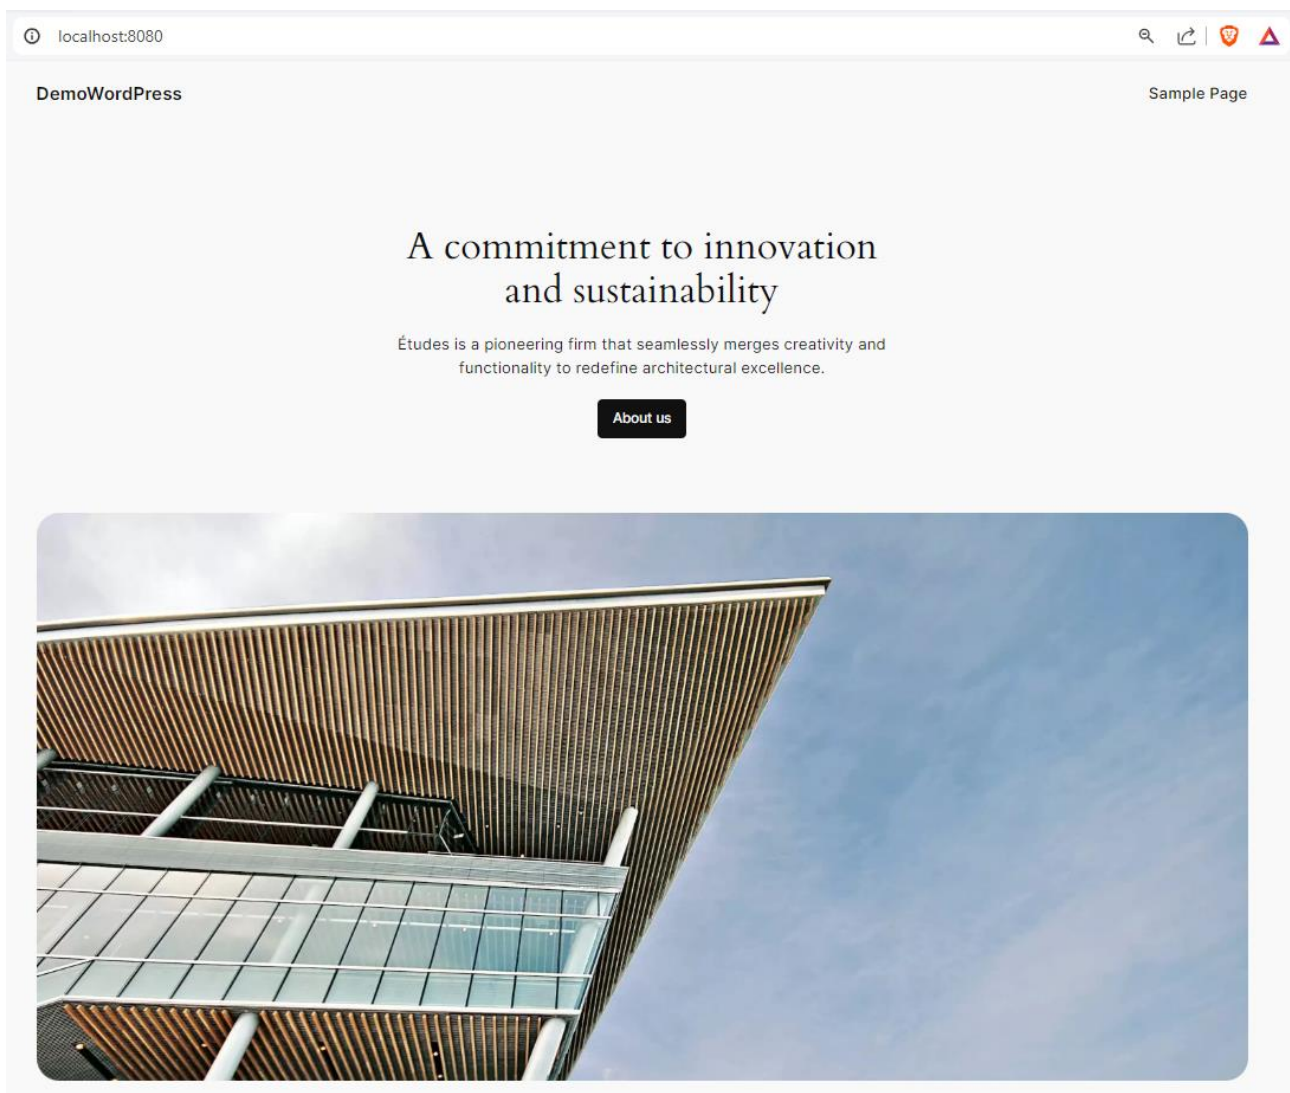 localhost:8080
DemoWordPress
Sample Page
A commitment to innovation
and sustainability
Études is a pioneering firm that seamlessly merges creativity and
functionality to redefine architectural excellence.
About us